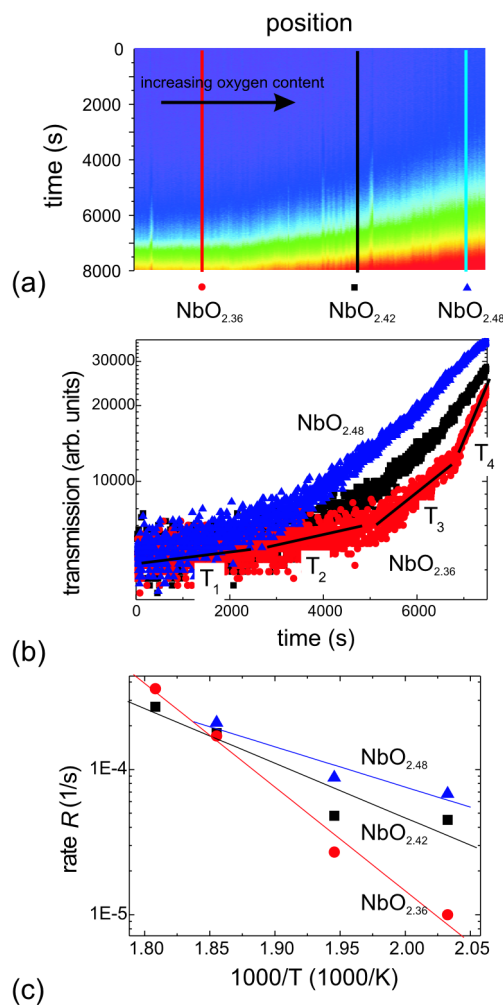 position
0
2000
4000
6000
8000
time (s)
increasing oxygen content
(a)
NbO2.36
NbO2.42
NbO2.48
30000
20000
10000
transmission (arb. units)
NbO2.48
T4
T3
T1
T2
NbO2.36
0
2000
4000
6000
time (s)
(b)
1E-4
1E-5
rate R (1/s)
NbO2.48
NbO2.42
NbO2.36
1.80
1.85
1.90
1.95
2.00
2.05
1000/T (1000/K)
(c)